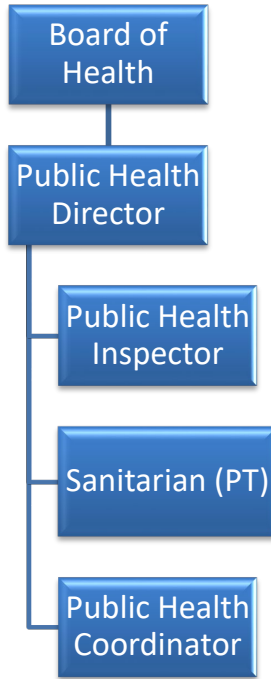 Board of
Health
Public Health
Director
Public Health
Inspector
Sanitarian (PT)
Public Health
Coordinator